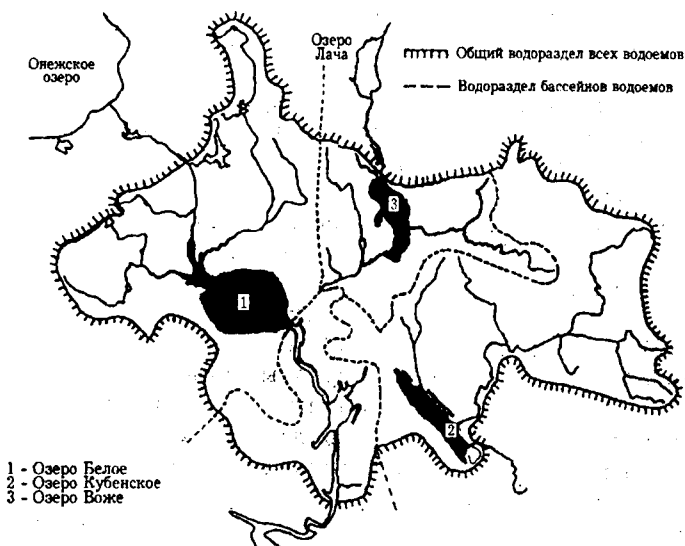 Онежское
озеро
Озеро
Лача
Общий водораздел всех водоемов
Водораздел бассейнов водоемов
3
1
2
1 - Озеро Белое
2 - Озеро Кубенское
3 - Озеро Воже